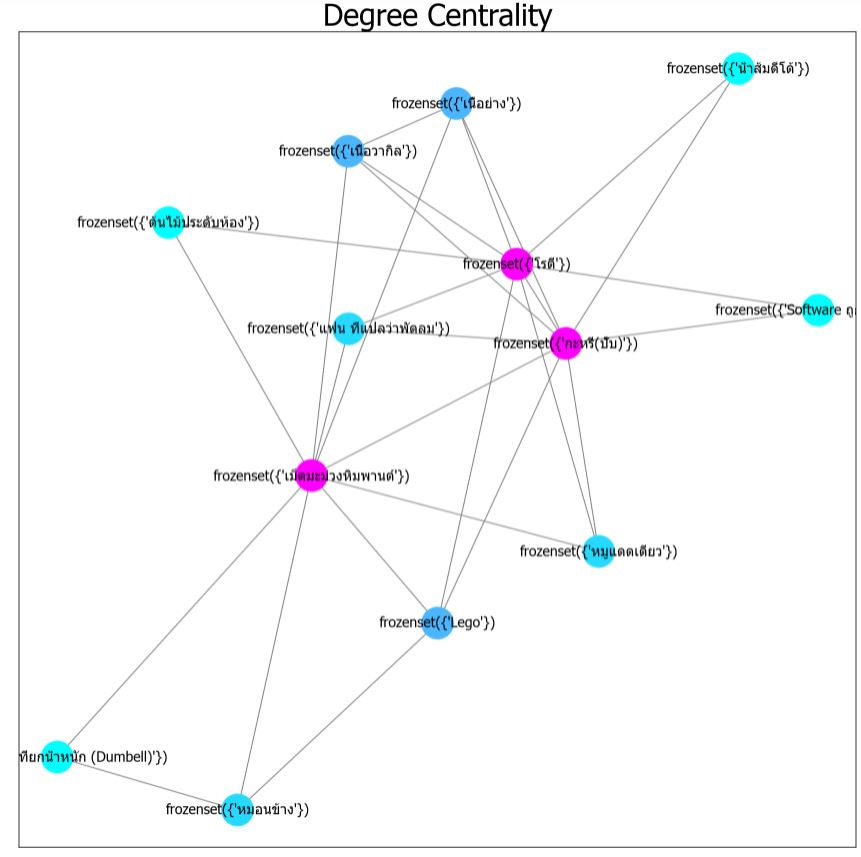 Degree Centrality
frozenset({'น้ำส้มดีโด้'})
frozenset({'เนื้อย่าง'})
frozenset({'เนื้อวากิล'})
frozenset({'ต้นไม้ประดับห้อง'})
frozenset({'โรตี'})
frozenset({'Software ถูก
frozenset({'แฟน ที่แปลว่าพัดลม'})
frozenset({'กะหรี่(ปั๊บ)'})
frozenset({'เม็ดมะม่วงหิมพานต์'})
frozenset({'หมูแดดเดียว'})
frozenset({'Lego'})
ที่ยกน้ำหนัก (Dumbell)'})
frozenset({'หมอนข้าง'})